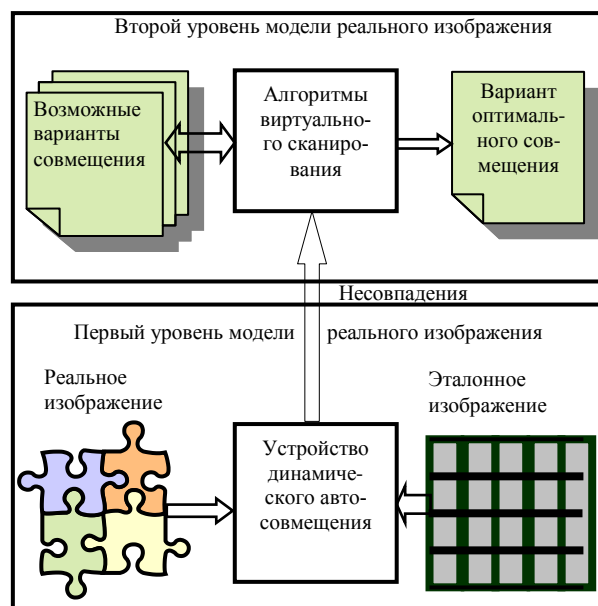 Второй уровень модели реального изображения
Возможные
варианты
совмещения
Алгоритмы
виртуально-
го сканиро-
вания
Вариант
оптималь-
ного сов-
мещения
Несовпадения
Первый уровень модели реального изображения
Реальное
изображение
Эталонное
изображение
Устройство
динамиче-
ского авто-
совмещения